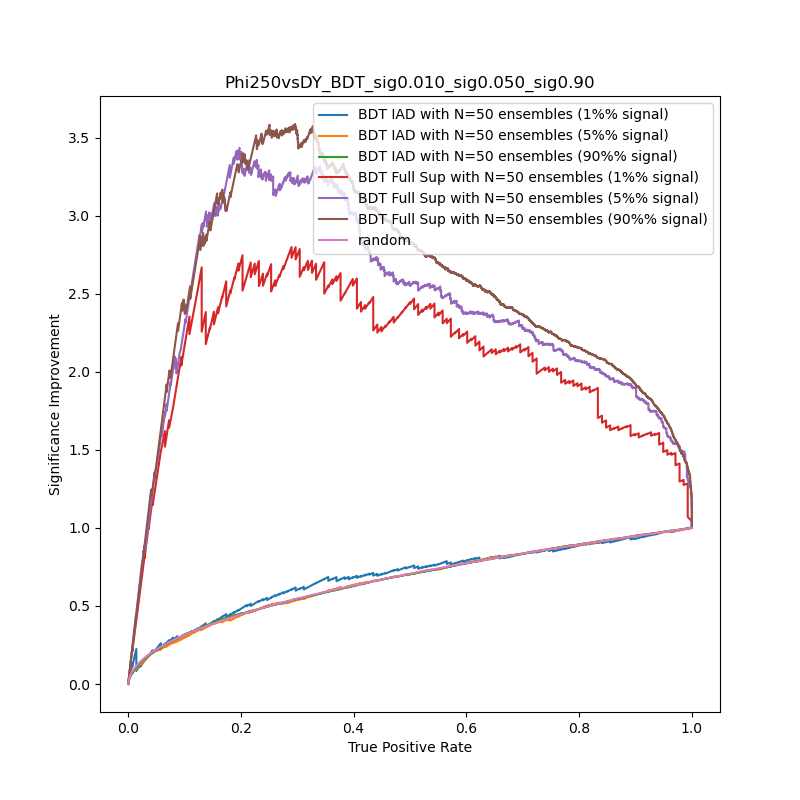 Phi250vsDY_BDT_sig0.010_sig0.050_sig0.90
BDT IAD with N=50 ensembles (1%% signal)
BDT IAD with N=50 ensembles (5%% signal)
BDT IAD with N=50 ensembles (90%% signal)
BDT Full Sup with N=50 ensembles (1%% signal)
BDT Full Sup with N=50 ensembles (5%% signal)
BDT Full Sup with N=50 ensembles (90%% signal)
random
Significance Improvement
3.5
3.0
2.5
2.0
1.5
1.0
0.5
0.0
0.0 0.2 0.4 0.6 0.8 1.0
True Positive Rate